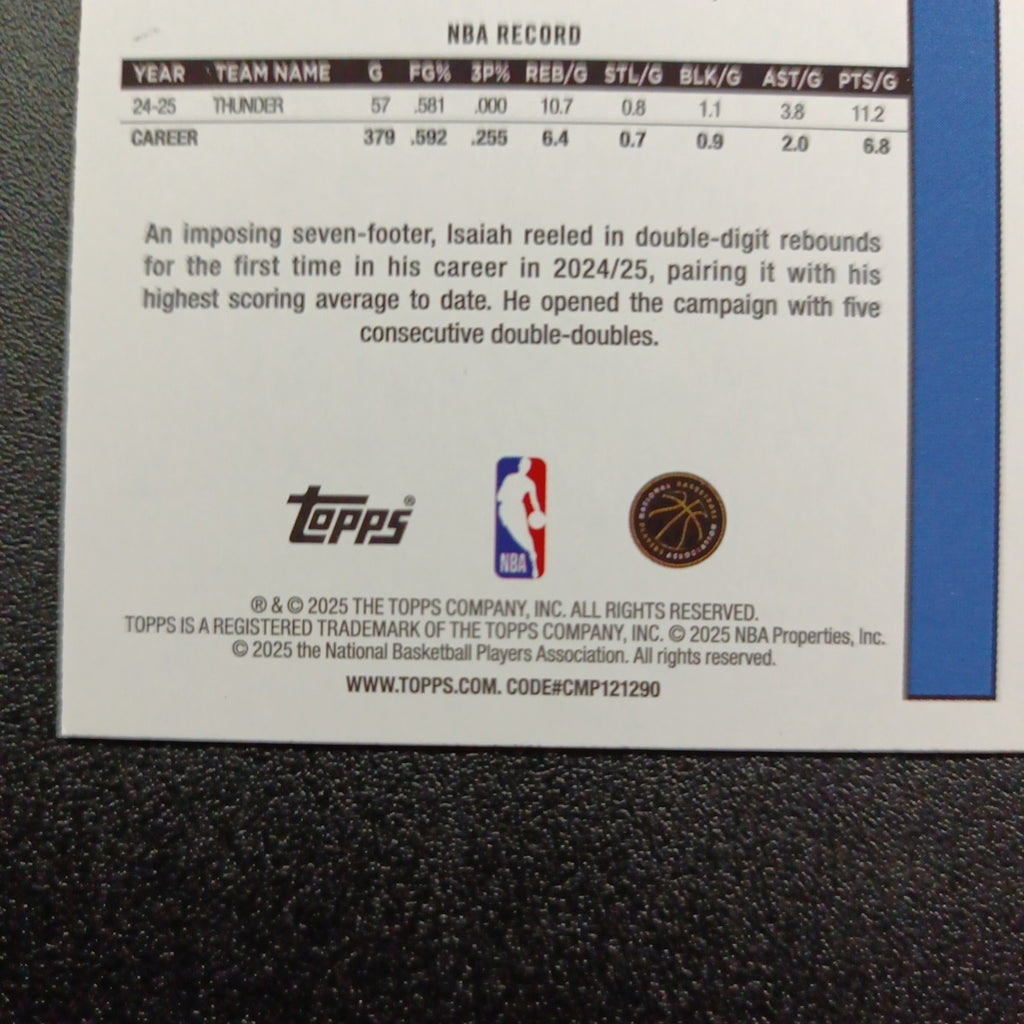 NBA RECORD
YEAR TEAM NAME G FG% 3P% REB/G STL/G BLK/G AST/G PTS/G
24-25 THUNDER 57 .581 .000 10.7 0.8 1.1 3.8 11.2
CAREER 379 .592 .255 6.4 0.7 0.9 2.0 6.8
An imposing seven-footer, Isaiah reeled in double-digit rebounds
for the first time in his career in 2024/25, pairing it with his
highest scoring average to date. He opened the campaign with five
consecutive double-doubles.
Topps®
NBA
NATIONAL BASKETBALL PLAYERS ASSOCIATION
® & © 2025 THE TOPPS COMPANY, INC. ALL RIGHTS RESERVED.
TOPPS IS A REGISTERED TRADEMARK OF THE TOPPS COMPANY, INC. © 2025 NBA Properties, Inc.
© 2025 the National Basketball Players Association. All rights reserved.
WWW.TOPPS.COM. CODE#CMP121290